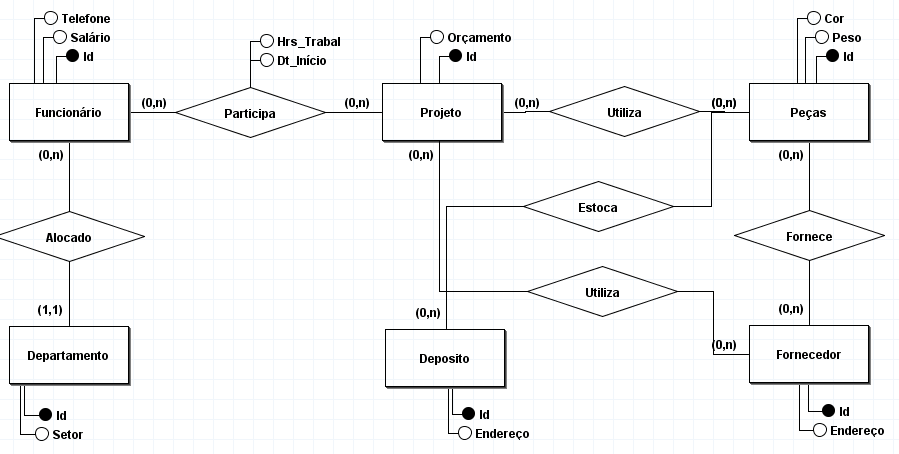 Telefone
Salário
Id
Hrs_Trabal
Dt_Início
Orçamento
Id
Cor
Peso
Id
Funcionário
(0,n)
Participa
(0,n)
Projeto
(0,n)
Utiliza
(0,n)
Peças
(0,n)
(0,n)
(0,n)
Estoca
Alocado
Fornece
Utiliza
(1,1)
(0,n)
(0,n)
(0,n)
Departamento
Deposito
Fornecedor
Id
Setor
Id
Endereço
Id
Endereço